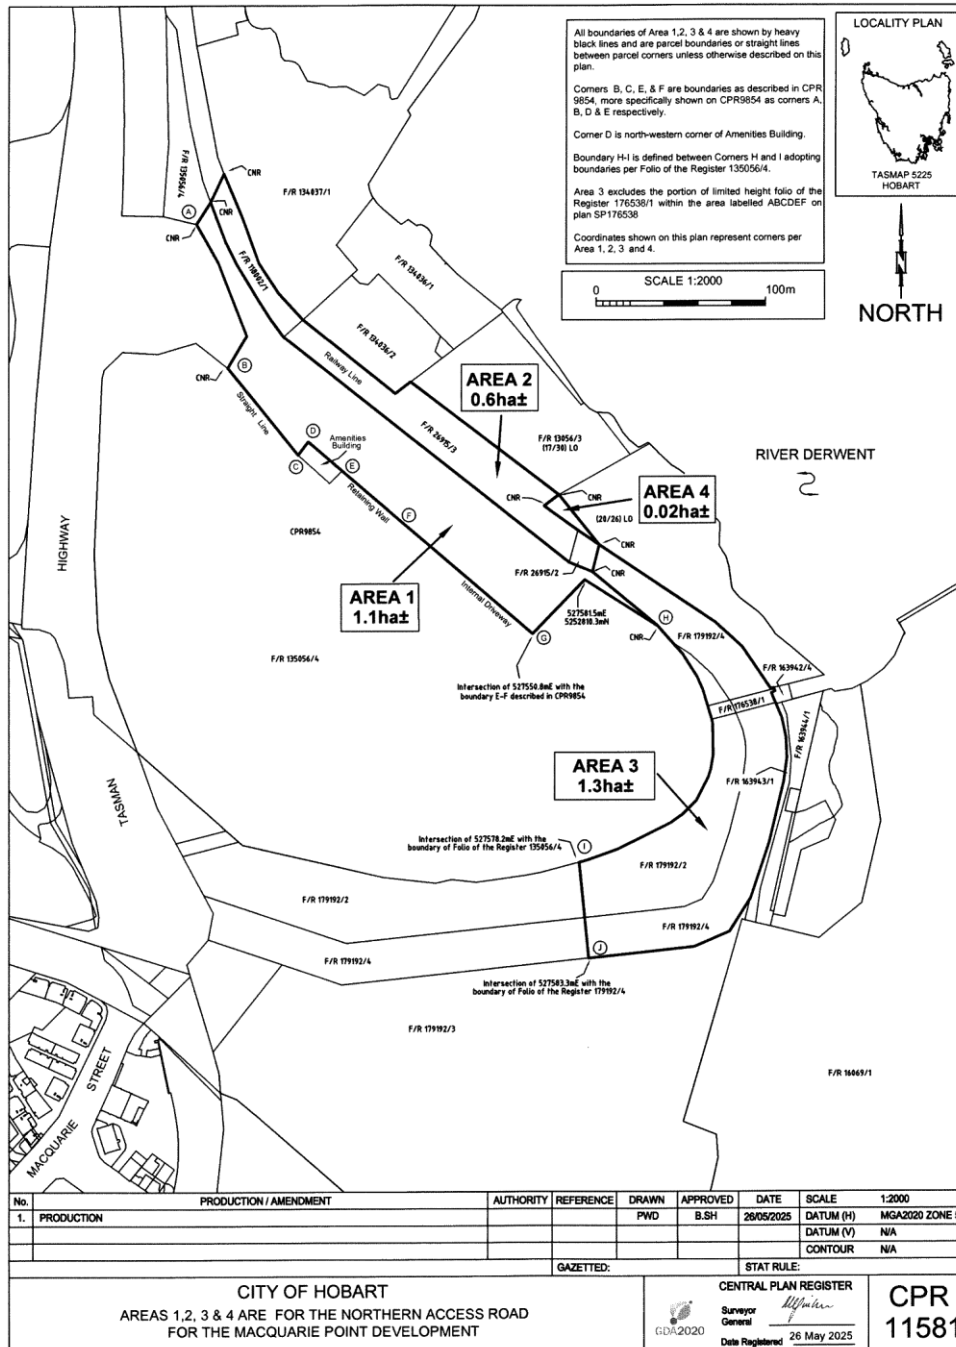 All boundaries of Area 1,2, 3 & 4 are shown by heavy
black lines and are parcel boundaries or straight lines
between parcel corners unless otherwise described on this
plan.
Corners B, C, E, & F are boundaries as described in CPR
9854, more specifically shown on CPR9854 as corners A,
B, D & E respectively.
Corner D is north-western corner of Amenities Building.
Boundary H-I is defined between Corners H and I adopting
boundaries per Folio of the Register 135056/4.
Area 3 excludes the portion of limited height folio of the
Register 176538/1 within the area labelled ABCDEF on
plan SP176538
Coordinates shown on this plan represent corners per
Area 1, 2, 3 and 4.
LOCALITY PLAN
TASMAP 5225
HOBART
SCALE 1:2000
0
100m
NORTH
F/R 135056/4
CNR
F/R 134037/1
A
CNR
CNR
F/R 118002/1
F/R 134036/1
F/R 134036/2
Railway Line
B
CNR
Straight Line
AREA 2
0.6ha±
D
Amenities
Building
C
E
F/R 26915/3
F/R 13056/3
(17/30) LO
RIVER DERWENT
Retaining Wall
F
CNR
CNR
AREA 4
0.02ha±
(20/26) LO
CPR9854
HIGHWAY
CNR
F/R 26915/2
CNR
AREA 1
1.1ha±
Internal Driveway
527581.5mE
5252810.3mN
H
G
CNR
F/R 179192/4
F/R 135056/4
F/R 163942/4
Intersection of 527550.8mE with the
boundary E-F described in CPR9854
F/R 176538/1
F/R 163944/1
AREA 3
1.3ha±
F/R 163943/1
TASMAN
Intersection of 527578.2mE with the
boundary of Folio of the Register 135056/4
I
F/R 179192/2
F/R 179192/2
F/R 179192/4
J
F/R 179192/4
Intersection of 527583.3mE with the
boundary of Folio of the Register 179192/4
F/R 179192/3
F/R 16069/1
MACQUARIE STREET
No. PRODUCTION / AMENDMENT AUTHORITY REFERENCE DRAWN APPROVED DATE SCALE 1:2000
1. PRODUCTION PWD B.SH 26/05/2025 DATUM (H) MGA2020 ZONE
DATUM (V) N/A
CONTOUR N/A
GAZETTED: STAT RULE:
CITY OF HOBART
AREAS 1,2, 3 & 4 ARE FOR THE NORTHERN ACCESS ROAD
FOR THE MACQUARIE POINT DEVELOPMENT
GDA2020
CENTRAL PLAN REGISTER
Surveyor
General
Date Registered 26 May 2025
CPR
11581